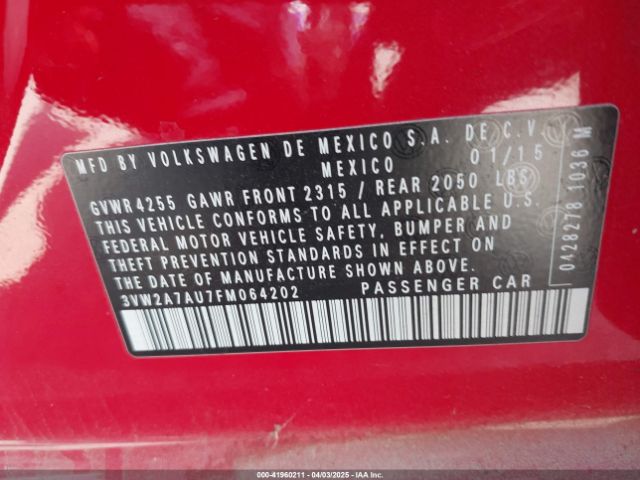 MFD BY VOLKSWAGEN DE MEXICO S.A. DE C.V.
MEXICO 01/15
GVWR 4255 GAWR FRONT 2315 / REAR 2050 LBS
THIS VEHICLE CONFORMS TO ALL APPLICABLE U.S.
FEDERAL MOTOR VEHICLE SAFETY, BUMPER AND
THEFT PREVENTION STANDARDS IN EFFECT ON
THE DATE OF MANUFACTURE SHOWN ABOVE.
3VW2A7AU7FM064202 PASSENGER CAR
0428278 1036 M
000-41960211 - 04/03/2025 - IAA Inc.